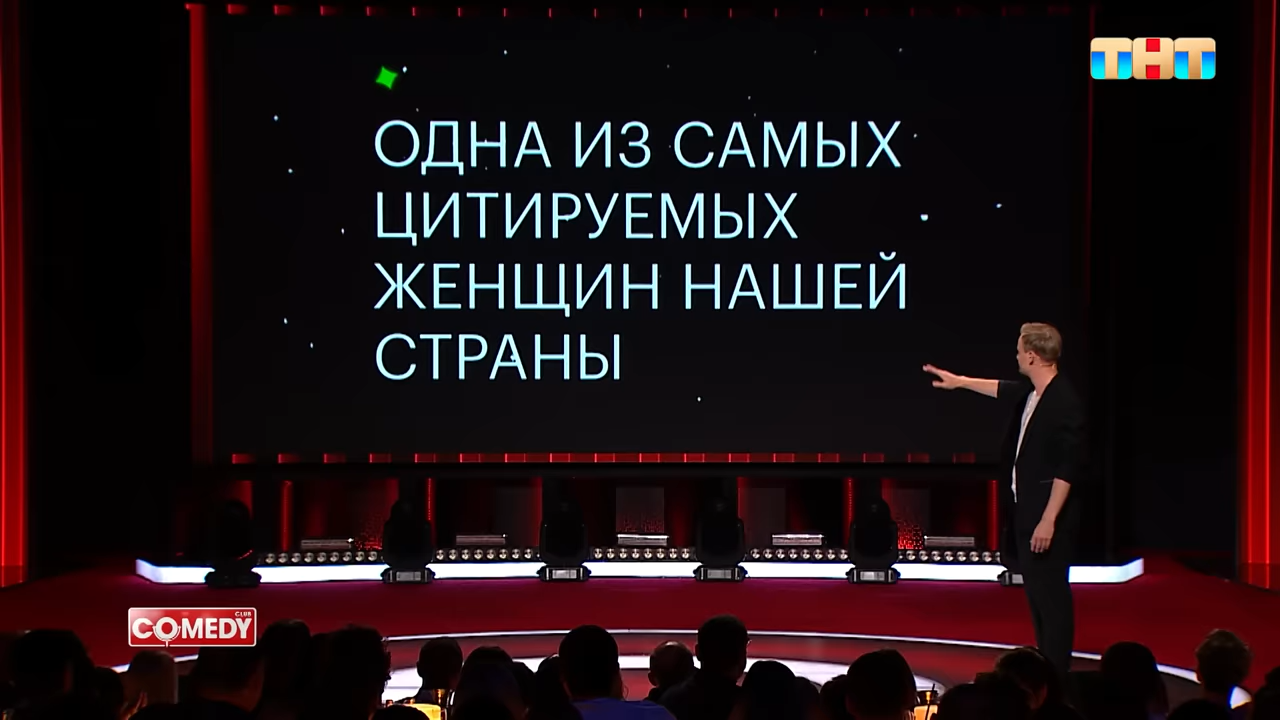 ТНТ
ОДНА ИЗ САМЫХ
ЦИТИРУЕМЫХ
ЖЕНЩИН НАШЕЙ
СТРАНЫ
COMEDY CLUB